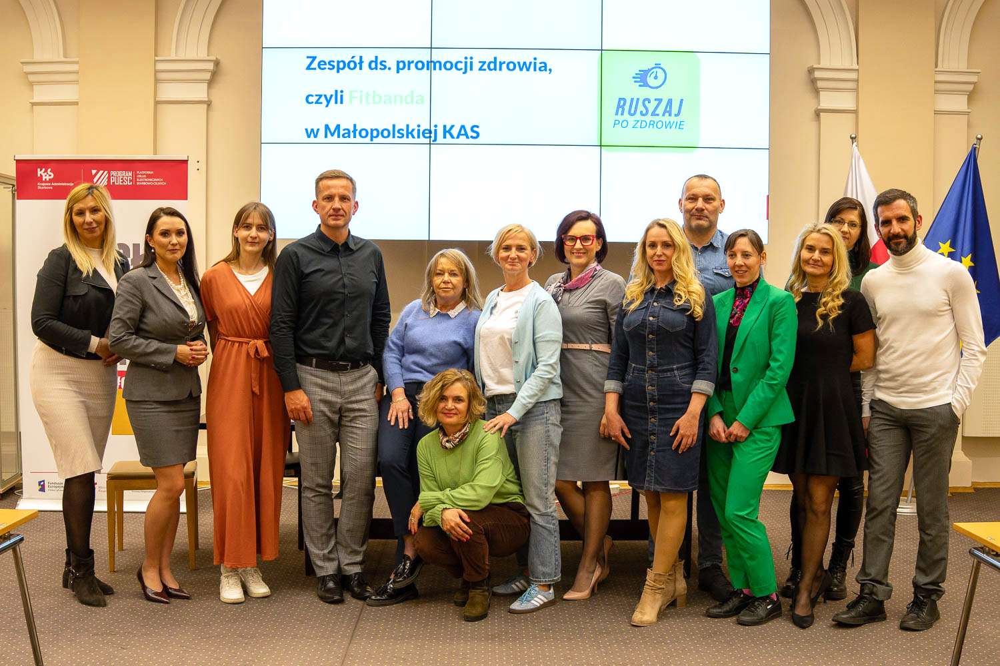 Zespół ds. promocji zdrowia,
czyli Fitbanda
w Małopolskiej KAS
RUSZAJ
PO ZDROWIE
KAS
Krajowa Administracja
Skarbowa
PROGRAM
PUESC
PLATFORMA
USŁUG
ELEKTRONICZNYCH
SKARBOWO-CELNYCH
Fundusze
Europejskie